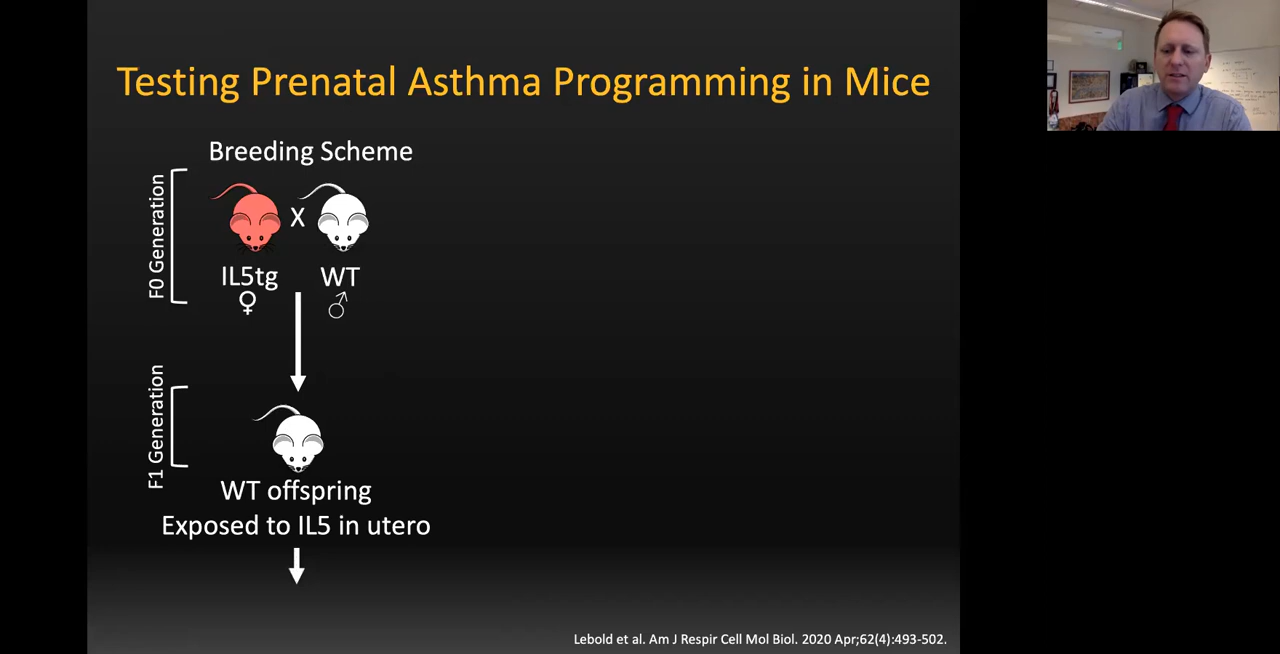 Testing Prenatal Asthma Programming in Mice
Breeding Scheme
F0 Generation
X
IL5tg
WT
♀
♂
F1 Generation
WT offspring
Exposed to IL5 in utero
Lebold et al. Am J Respir Cell Mol Biol. 2020 Apr;62(4):493-502.